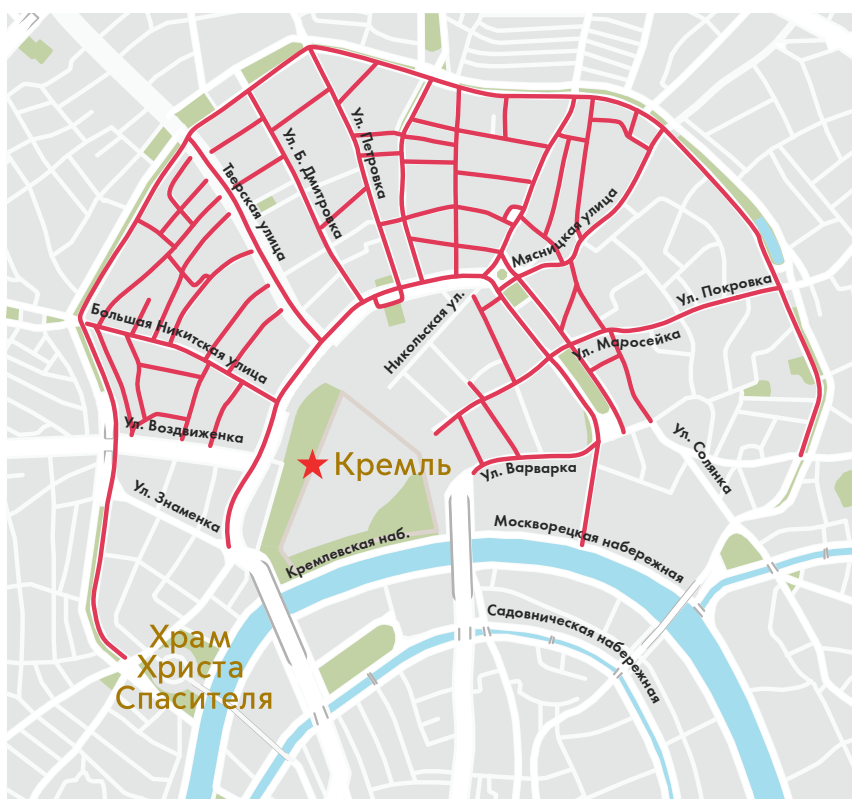 Ул. Петровка
Ул. Б. Дмитровка
Тверская улица
Мясницкая улица
Ул. Покровка
Никольская ул.
Большая Никитская улица
Ул. Маросейка
Ул. Воздвиженка
Ул. Солянка
Кремль
Ул. Варварка
Ул. Знаменка
Москворецкая набережная
Кремлевская наб.
Садовническая набережная
Храм
Христа
Спасителя